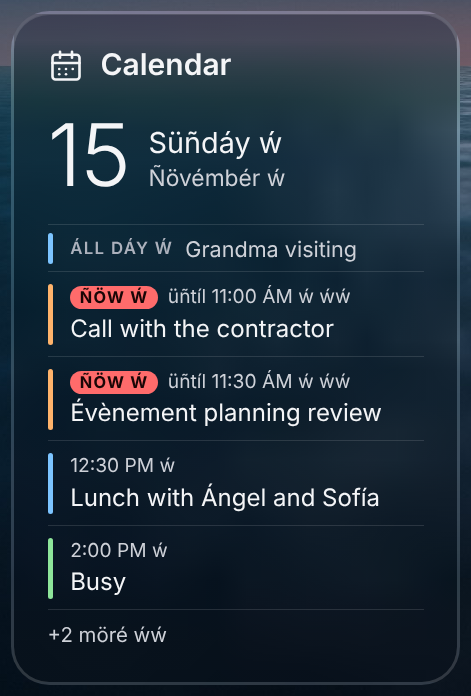 Calendar
15
Süñdáy ẃ
Ñövémbér ẃ
ÁLL DÁY Ẃ Grandma visiting
ÑÖW Ẃ üñtíl 11:00 ÁM ẃ ẃẃ
Call with the contractor
ÑÖW Ẃ üñtíl 11:30 ÁM ẃ ẃẃ
Évènement planning review
12:30 PM ẃ
Lunch with Ángel and Sofía
2:00 PM ẃ
Busy
+2 möré ẃẃ